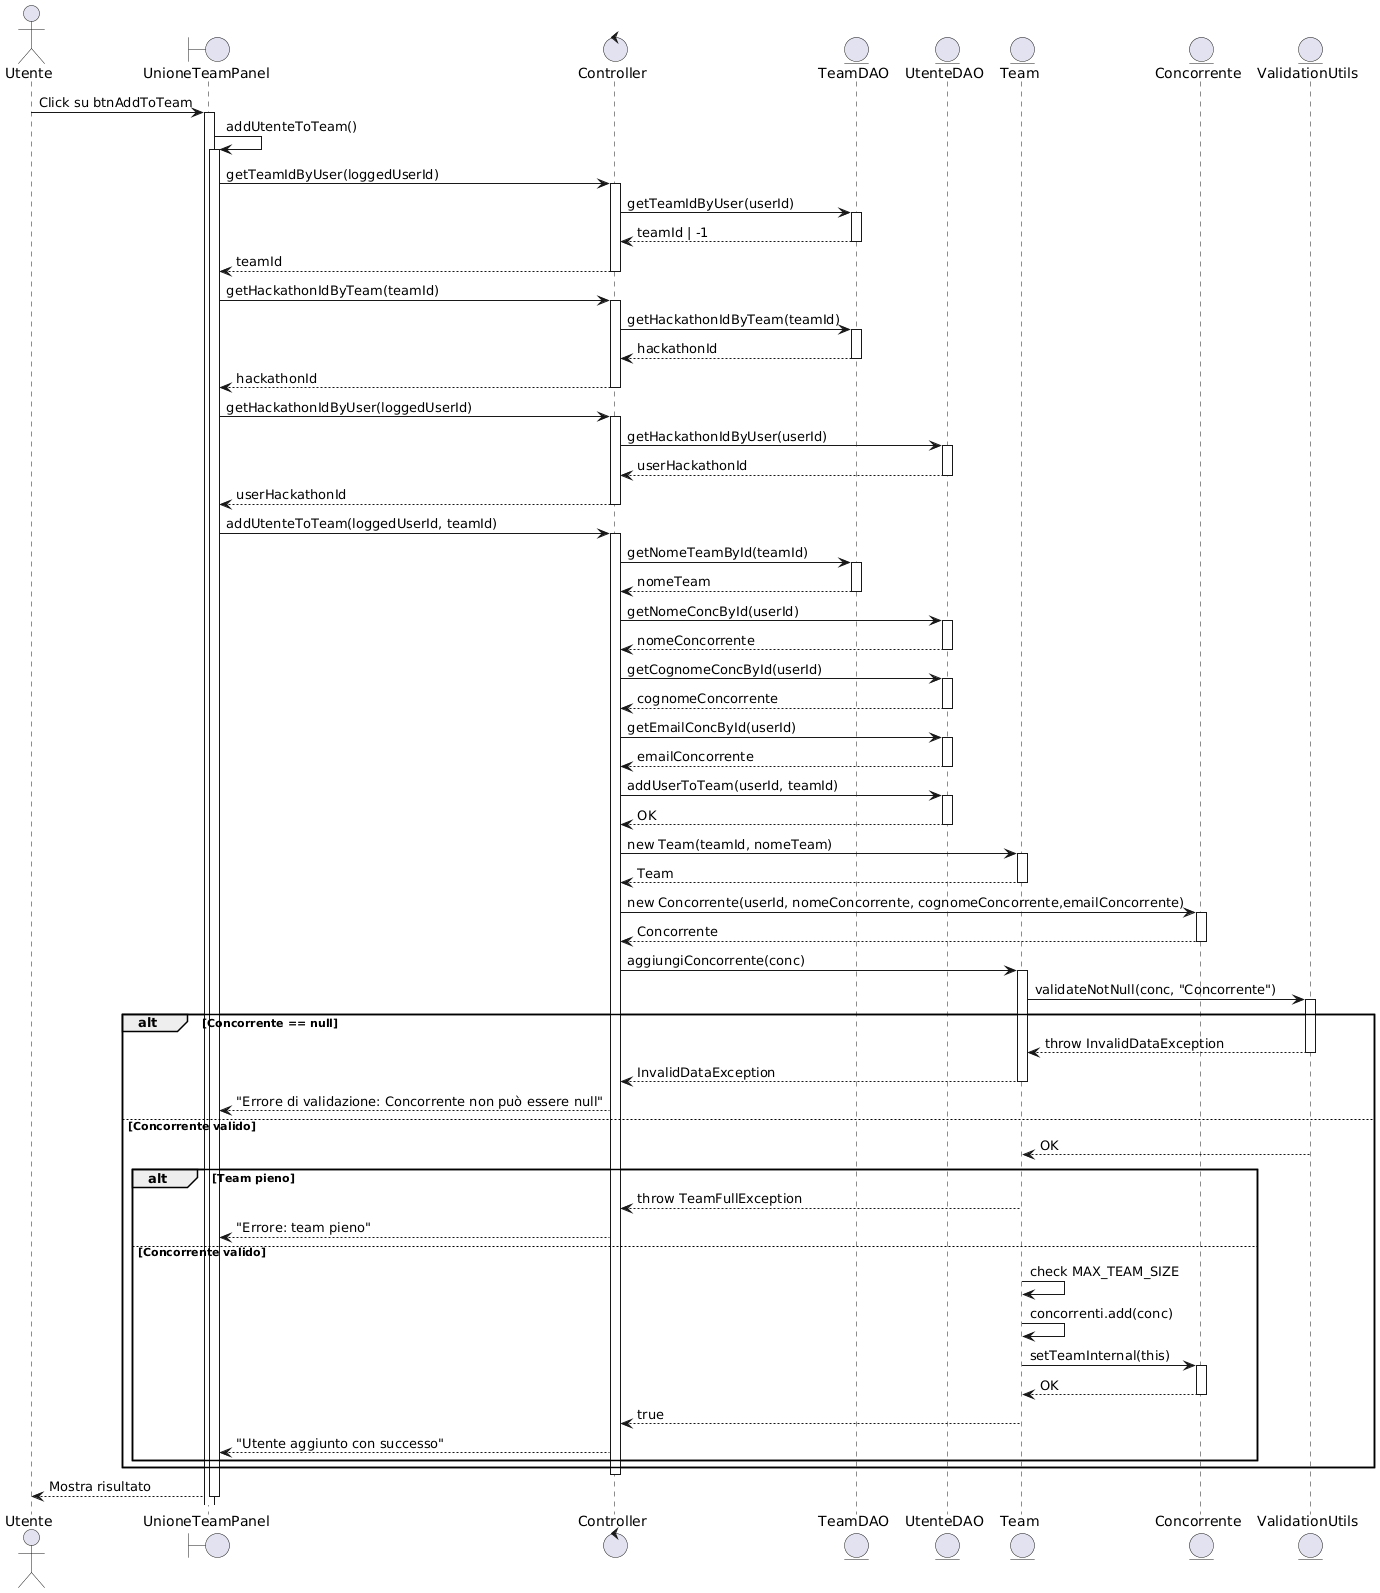 Utente
UnioneTeamPanel
Controller
TeamDAO
UtenteDAO
Team
Concorrente
ValidationUtils
Click su btnAddToTeam
addUtenteToTeam()
getTeamIdByUser(loggedUserId)
getTeamIdByUser(userId)
teamId | -1
teamId
getHackathonIdByTeam(teamId)
getHackathonIdByTeam(teamId)
hackathonId
hackathonId
getHackathonIdByUser(loggedUserId)
getHackathonIdByUser(userId)
userHackathonId
userHackathonId
addUtenteToTeam(loggedUserId, teamId)
getNomeTeamById(teamId)
nomeTeam
getNomeConcById(userId)
nomeConcorrente
getCognomeConcById(userId)
cognomeConcorrente
getEmailConcById(userId)
emailConcorrente
addUserToTeam(userId, teamId)
OK
new Team(teamId, nomeTeam)
Team
new Concorrente(userId, nomeConcorrente, cognomeConcorrente,emailConcorrente)
Concorrente
aggiungiConcorrente(conc)
validateNotNull(conc, "Concorrente")
alt
[Concorrente == null]
throw InvalidDataException
InvalidDataException
"Errore di validazione: Concorrente non può essere null"
[Concorrente valido]
OK
alt
[Team pieno]
throw TeamFullException
"Errore: team pieno"
[Concorrente valido]
check MAX_TEAM_SIZE
concorrenti.add(conc)
setTeamInternal(this)
OK
true
"Utente aggiunto con successo"
Mostra risultato
Utente
UnioneTeamPanel
Controller
TeamDAO
UtenteDAO
Team
Concorrente
ValidationUtils